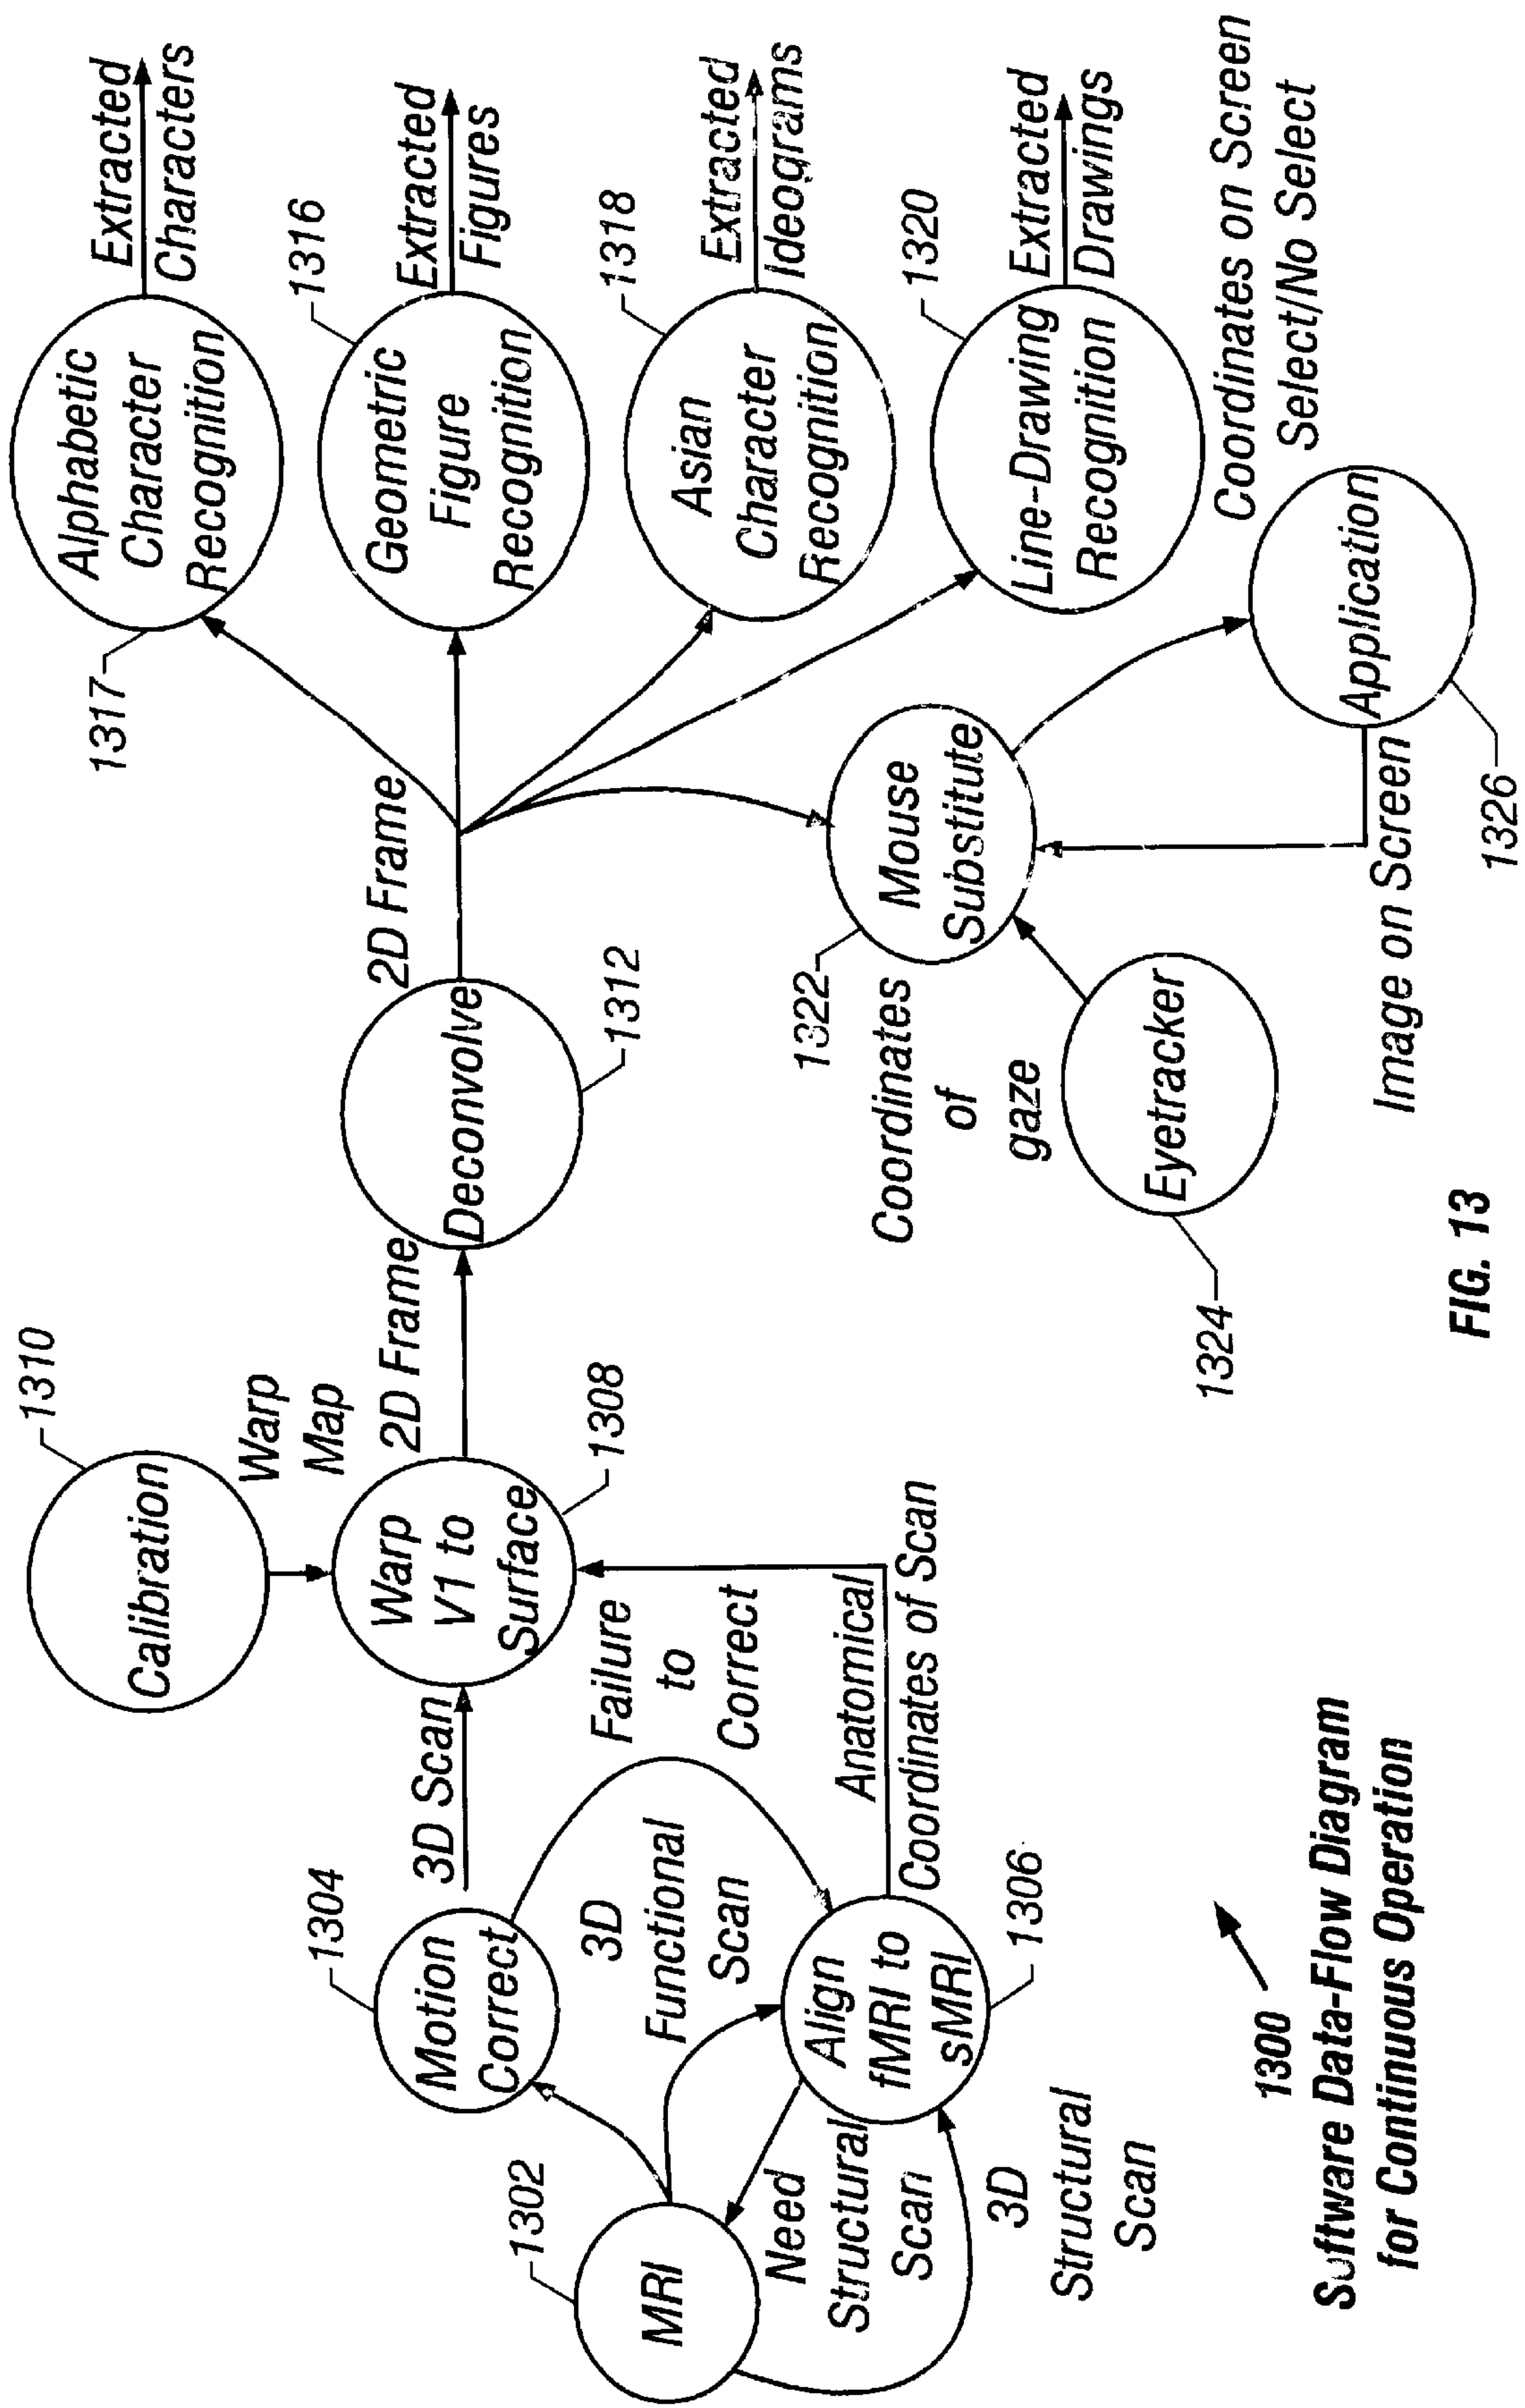 1310
Calibration
Warp
Map
1317
Alphabetic
Character
Recognition
Extracted
Characters
1304
Motion
Correct
3D Scan
Warp
V1 to
Surface
1308
2D Frame
Deconvolve
1312
2D Frame
1316
Geometric
Figure
Recognition
Extracted
Figures
1302
MRI
3D
Functional
Scan
Failure
to
Correct
1318
Asian
Character
Recognition
Extracted
Ideograms
Need
Structural
Scan
Align
fMRI to
sMRI
1306
Anatomical
Coordinates of Scan
1322
Mouse
Substitute
Coordinates
of
gaze
1320
Line-Drawing
Recognition
Extracted
Drawings
3D
Structural
Scan
Eyetracker
1324
Application
1326
Coordinates on Screen
Select/No Select
Image on Screen
1300
Software Data-Flow Diagram
for Continuous Operation
FIG. 13